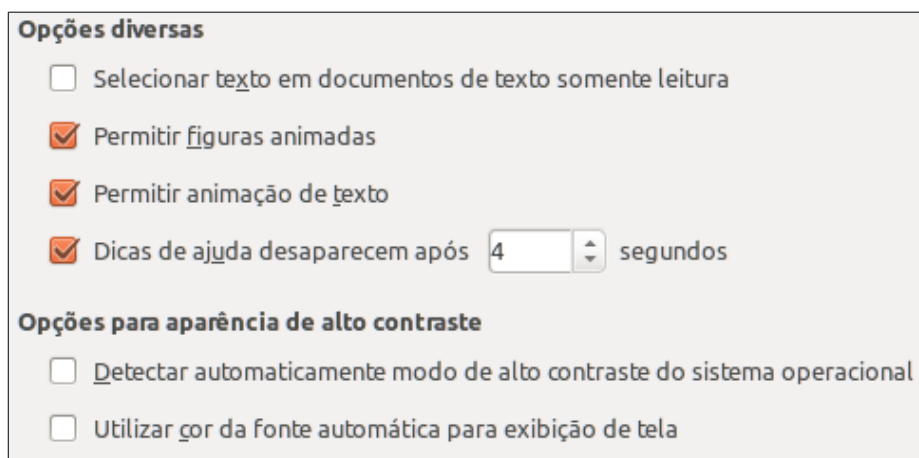 Opções diversas
Selecionar texto em documentos de texto somente leitura
Permitir figuras animadas
Permitir animação de texto
Dicas de ajuda desaparecem após 4 segundos
Opções para aparência de alto contraste
Detectar automaticamente modo de alto contraste do sistema operacional
Utilizar cor da fonte automática para exibição de tela